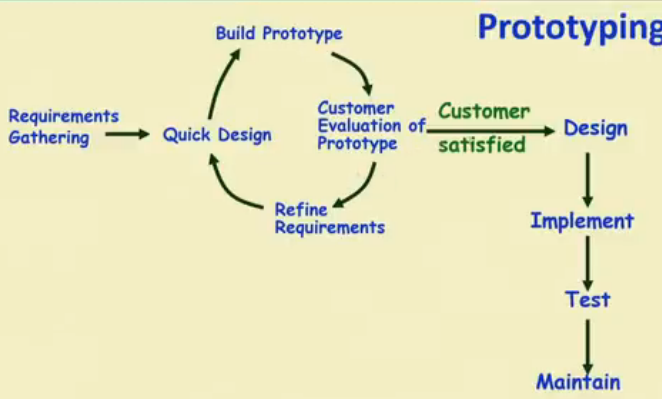 Prototyping
Build Prototype
Requirements
Gathering
Quick Design
Customer
Evaluation of
Prototype
Customer
satisfied
Design
Refine
Requirements
Implement
Test
Maintain